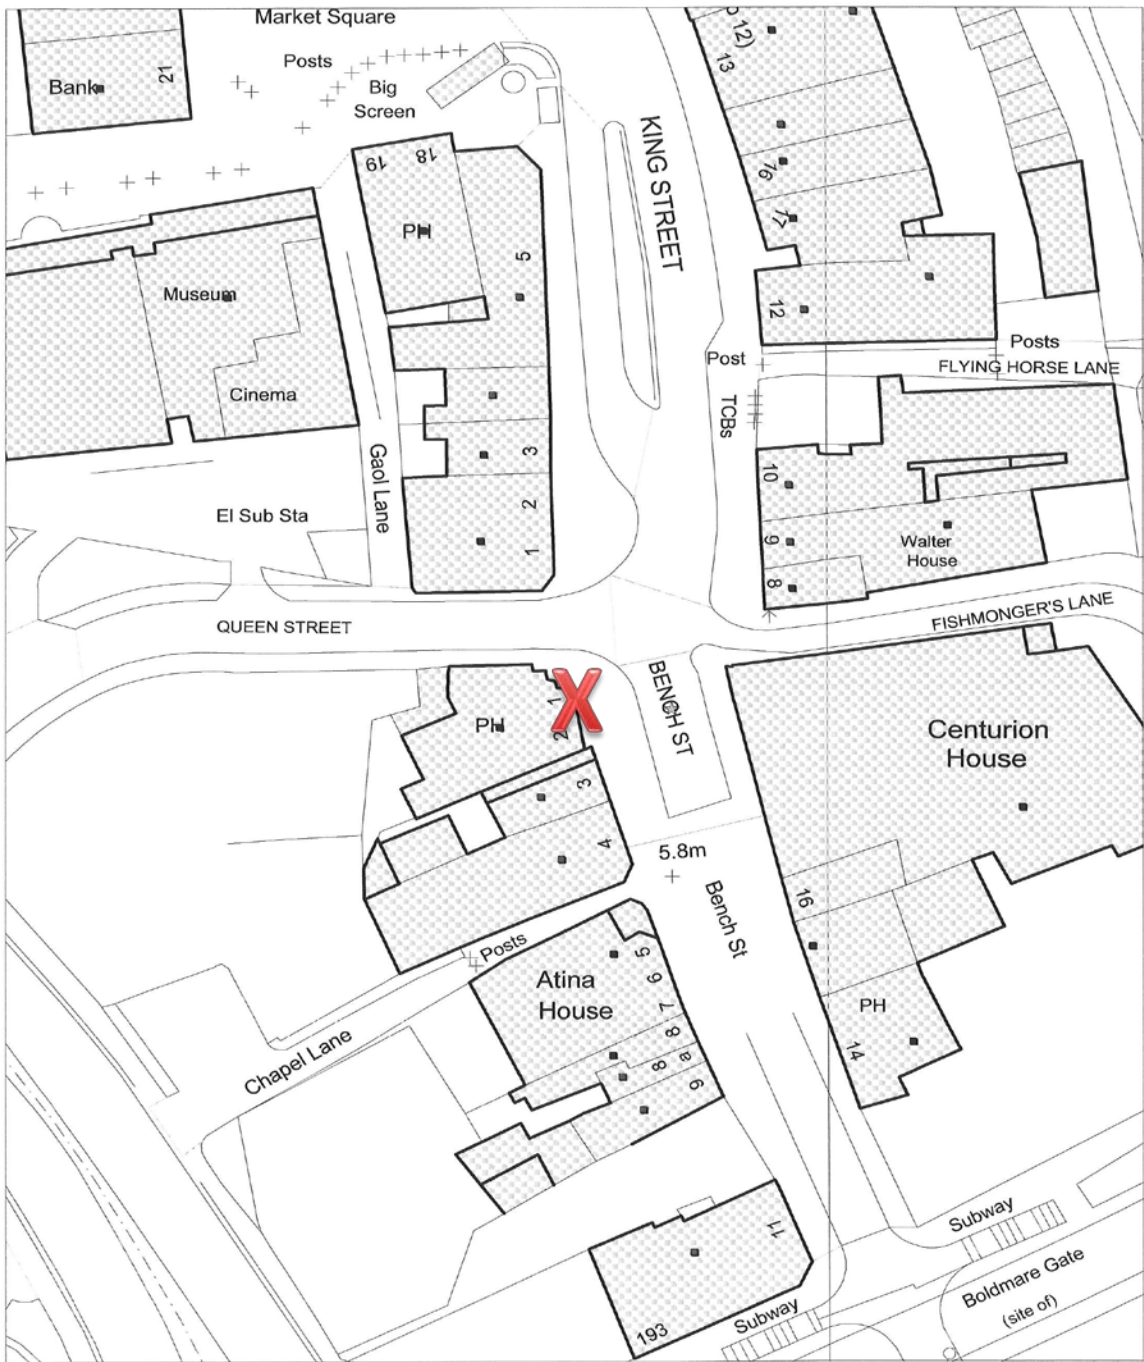 Market Square
Posts
Big
Screen
Bank
21
12)
13
KING STREET
19
18
PH
5
16
17
Museum
12
Post
Posts
FLYING HORSE LANE
Cinema
TCBs
Gaol Lane
3
10
El Sub Sta
2
1
9
Walter
House
8
QUEEN STREET
FISHMONGER'S LANE
BENCH ST
X
1
PH
2
Centurion
House
3
4
5.8m
16
Bench St
Posts
5
Atina
House
6
7
PH
8
8
a
14
9
Chapel Lane
Subway
11
Boldmare Gate
(site of)
Subway
193